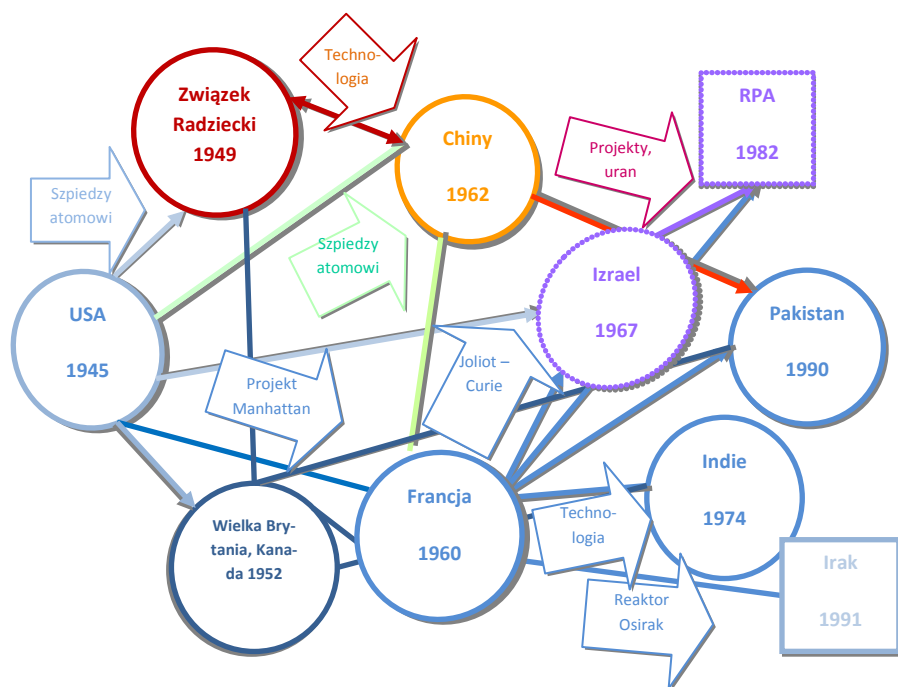 Techno-
logia
Związek
Radziecki
1949
RPA
1982
Chiny
1962
Projekty,
uran
Szpiedzy
atomowi
Szpiedzy
atomowi
Izrael
1967
USA
1945
Pakistan
1990
Joliot –
Curie
Projekt
Manhattan
Indie
1974
Francja
1960
Techno-
logia
Wielka Bry-
tania, Kana-
da 1952
Irak
1991
Reaktor
Osirak